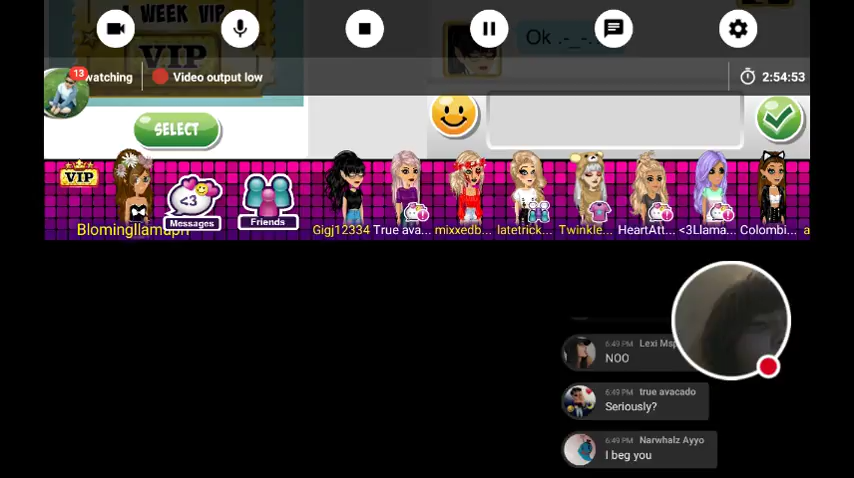 1 WEEK VIP
VIP
Ok .-_-.
13
watching
Video output low
2:54:53
SELECT
VIP
<3
Messages
Friends
Blomingllamaprr
Gigj12334
True ava...
mixxedb...
latetrick...
Twinkle...
HeartAtt...
<3Llama...
Colombi...
a
6:49 PM Lexi Msp
NOO
6:49 PM true avacado
Seriously?
6:49 PM Narwhalz Ayyo
I beg you